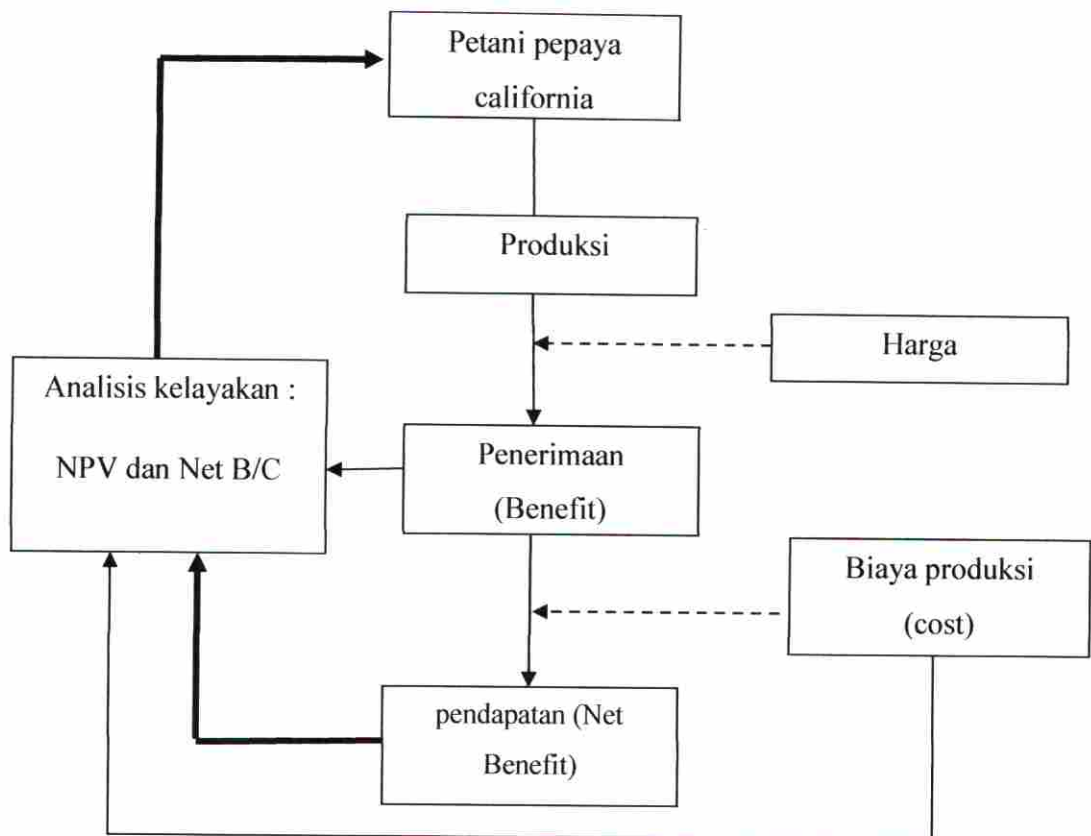 Petani pepaya
california
Produksi
Harga
Analisis kelayakan :
NPV dan Net B/C
Penerimaan
(Benefit)
Biaya produksi
(cost)
pendapatan (Net
Benefit)